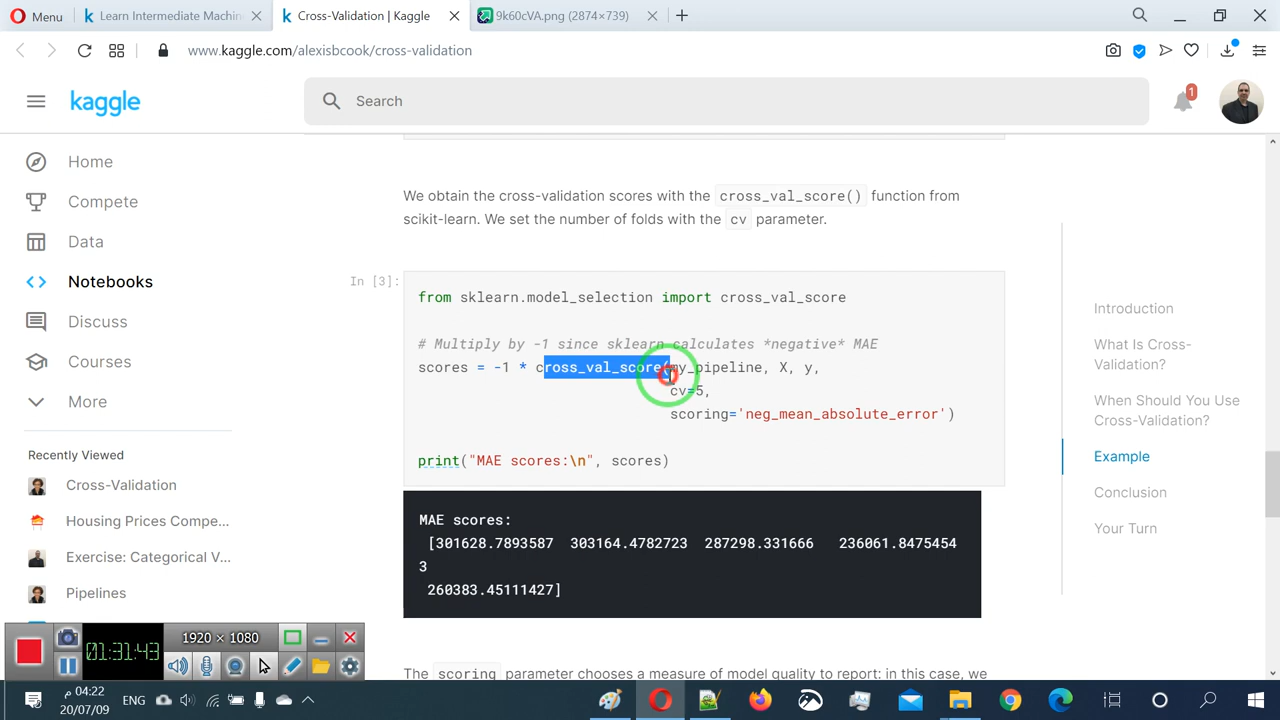 Menu
Learn Intermediate Machin
Cross-Validation | Kaggle
9k60cVA.png (2874×739)
www.kaggle.com/alexisbcook/cross-validation
kaggle
Search
1
Home
Compete
Data
Notebooks
Discuss
Courses
More
Recently Viewed
Cross-Validation
Housing Prices Compe...
Exercise: Categorical V...
Pipelines
We obtain the cross-validation scores with the cross_val_score() function from
scikit-learn. We set the number of folds with the cv parameter.
In [3]:
from sklearn.model_selection import cross_val_score
# Multiply by -1 since sklearn calculates *negative* MAE
scores = -1 * cross_val_score(my_pipeline, X, y,
cv=5,
scoring='neg_mean_absolute_error')
print("MAE scores:\n", scores)
MAE scores:
[301628.7893587 303164.4782723 287298.331666 236061.8475454
3
260383.45111427]
The scoring parameter chooses a measure of model quality to report: in this case, we
Introduction
What Is Cross-
Validation?
When Should You Use
Cross-Validation?
Example
Conclusion
Your Turn
01:31:43
1920 × 1080
04:22 م
20/07/09
ENG